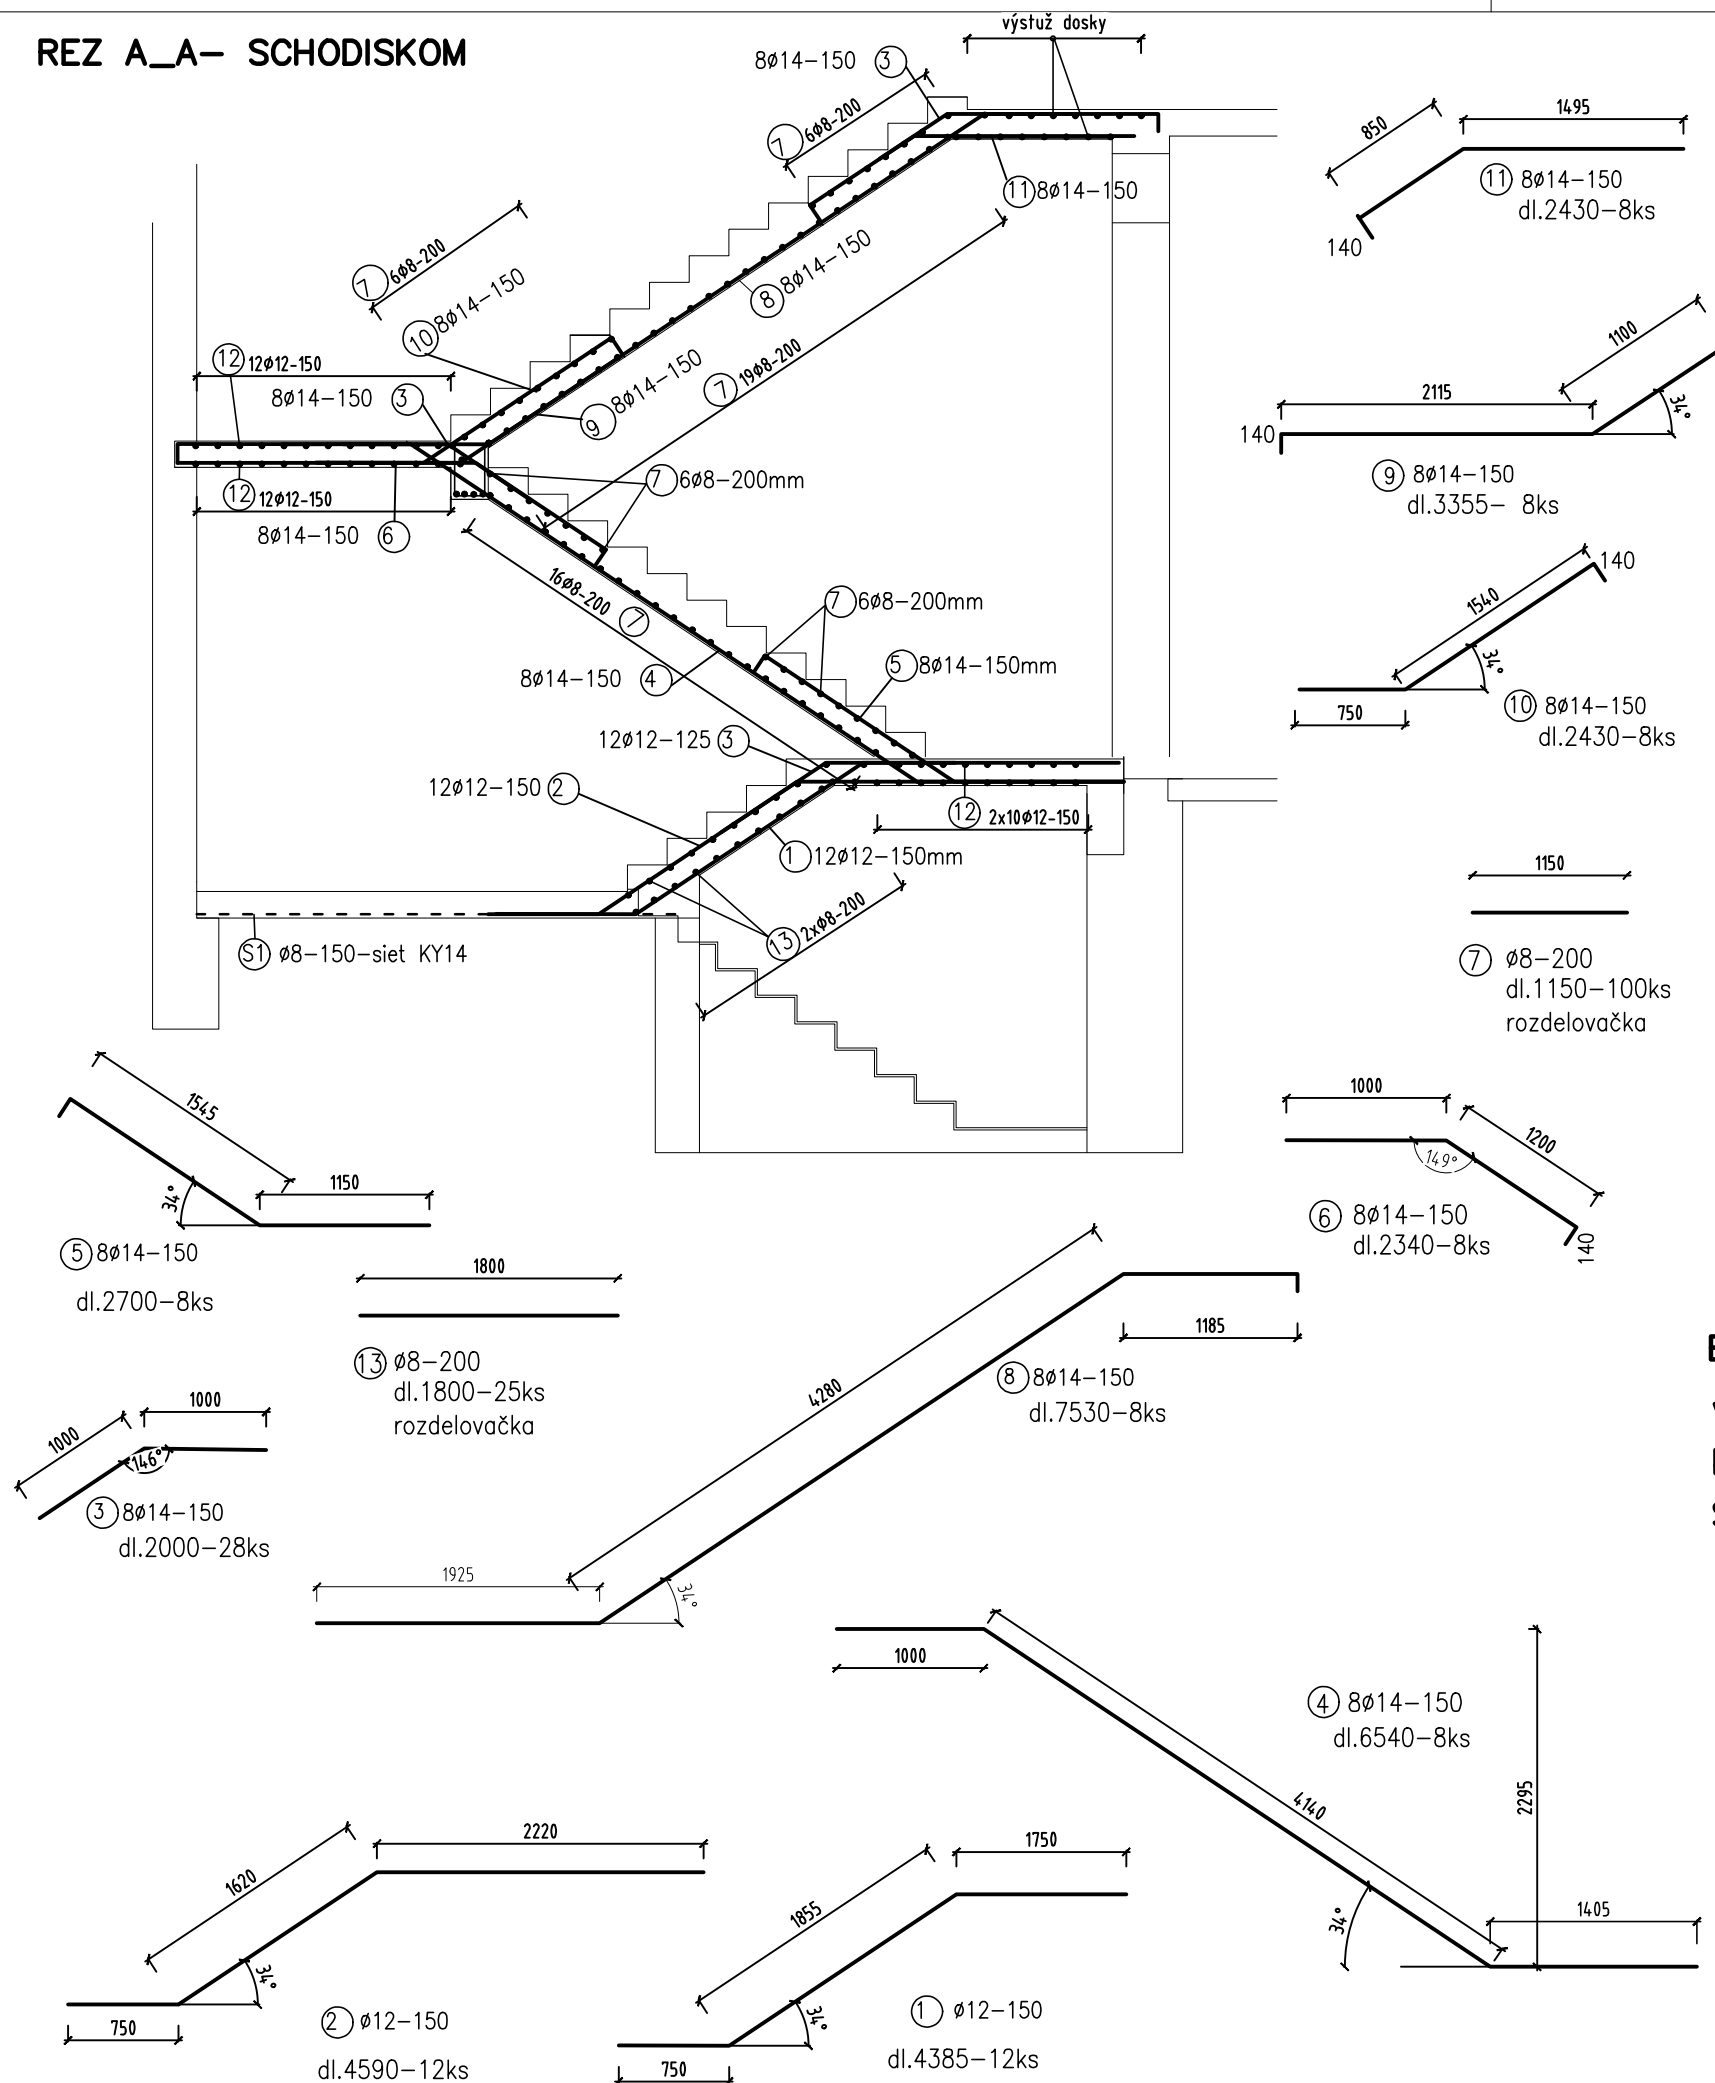 REZ A_A- SCHODISKOM
výstuž dosky
8ø14-150 3
7 6ø8-200
11 8ø14-150
7 6ø8-200
10 8ø14-150
8 8ø14-150
12 12ø12-150
8ø14-150 3
9 8ø14-150
7 19ø8-200
12 12ø12-150
8ø14-150 6
7 6ø8-200mm
16ø8-200 7
7 6ø8-200mm
8ø14-150 4
5 8ø14-150mm
12ø12-125 3
12ø12-150 2
12 2x10ø12-150
1 12ø12-150mm
13 2xø8-200
S1 ø8-150-siet KY14
850
1495
140
11 8ø14-150
dl.2430-8ks
1100
2115
140
34°
9 8ø14-150
dl.3355- 8ks
1540
140
34°
750
10 8ø14-150
dl.2430-8ks
1150
7 ø8-200
dl.1150-100ks
rozdelovačka
1545
34°
1150
5 8ø14-150
dl.2700-8ks
1000
1200
149°
140
6 8ø14-150
dl.2340-8ks
1800
13 ø8-200
dl.1800-25ks
rozdelovačka
1000
1000
146°
3 8ø14-150
dl.2000-28ks
4280
1185
1925
34°
8 8ø14-150
dl.7530-8ks
1000
4140
2295
34°
1405
4 8ø14-150
dl.6540-8ks
1620
2220
34°
750
2 ø12-150
dl.4590-12ks
1855
1750
34°
750
1 ø12-150
dl.4385-12ks